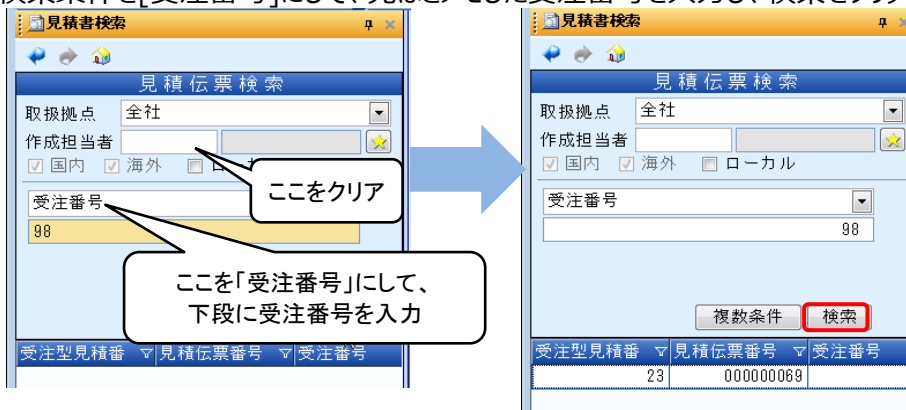 見積書検索
見積伝票検索
取扱拠点 全社
作成担当者
国内 海外
ここをクリア
受注番号
98
ここを「受注番号」にして、
下段に受注番号を入力
受注型見積番 見積伝票番号 受注番号
見積書検索
見積伝票検索
取扱拠点 全社
作成担当者
国内 海外 ローカル
受注番号
98
複数条件 検索
受注型見積番 見積伝票番号 受注番号
23 000000069